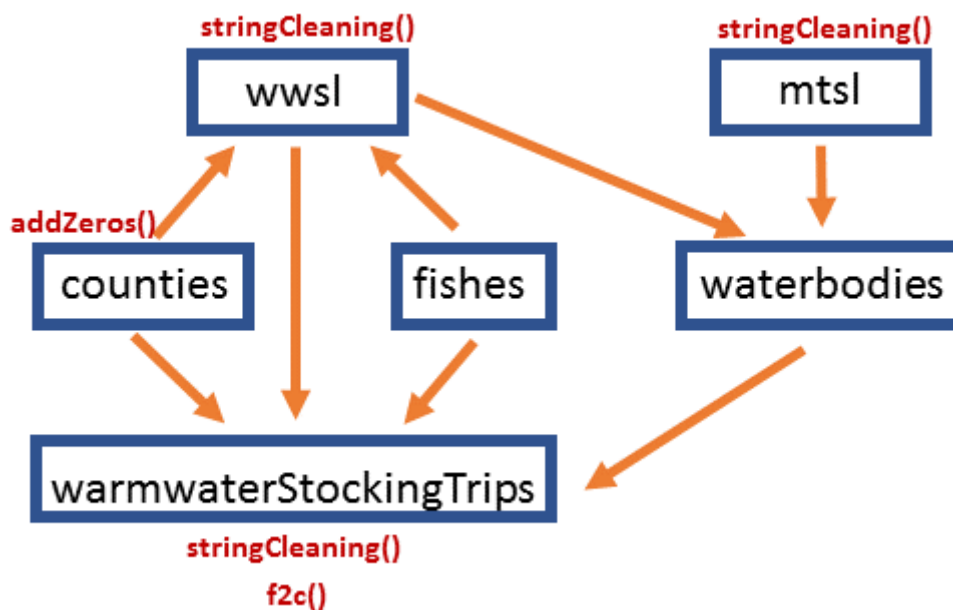 stringCleaning()
stringCleaning()
wwsl
mtsl
addZeros()
counties
fishes
waterbodies
warmwaterStockingTrips
stringCleaning()
f2c()